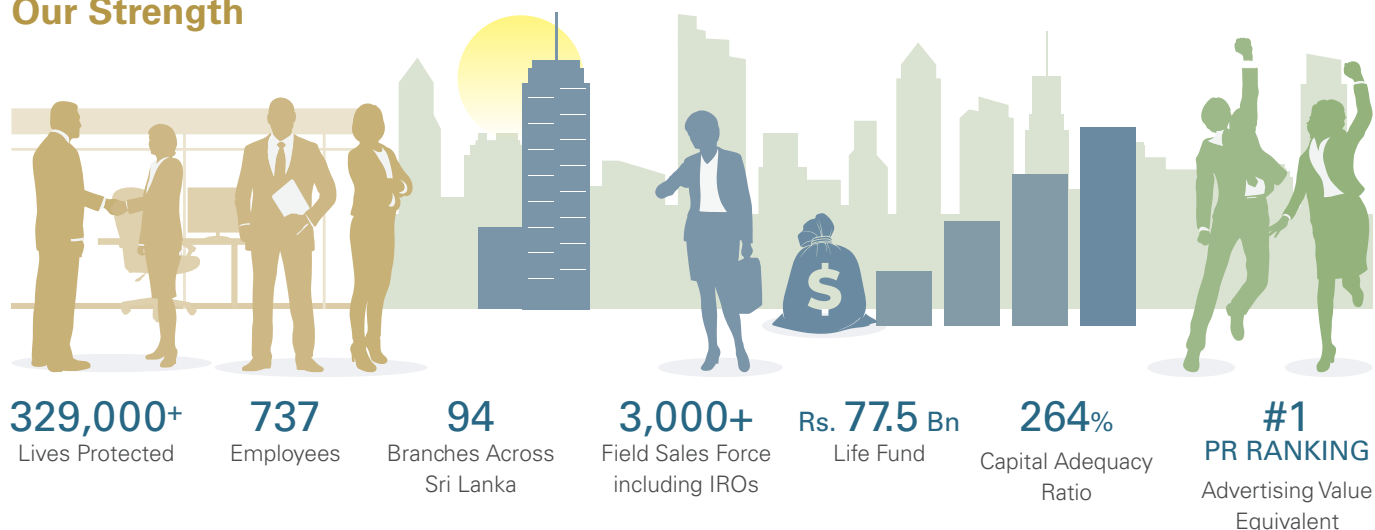 Our Strength
$
329,000+
Lives Protected
737
Employees
94
Branches Across
Sri Lanka
3,000+
Field Sales Force
including IROs
Rs. 77.5 Bn
Life Fund
264%
Capital Adequacy
Ratio
#1
PR RANKING
Advertising Value
Equivalent